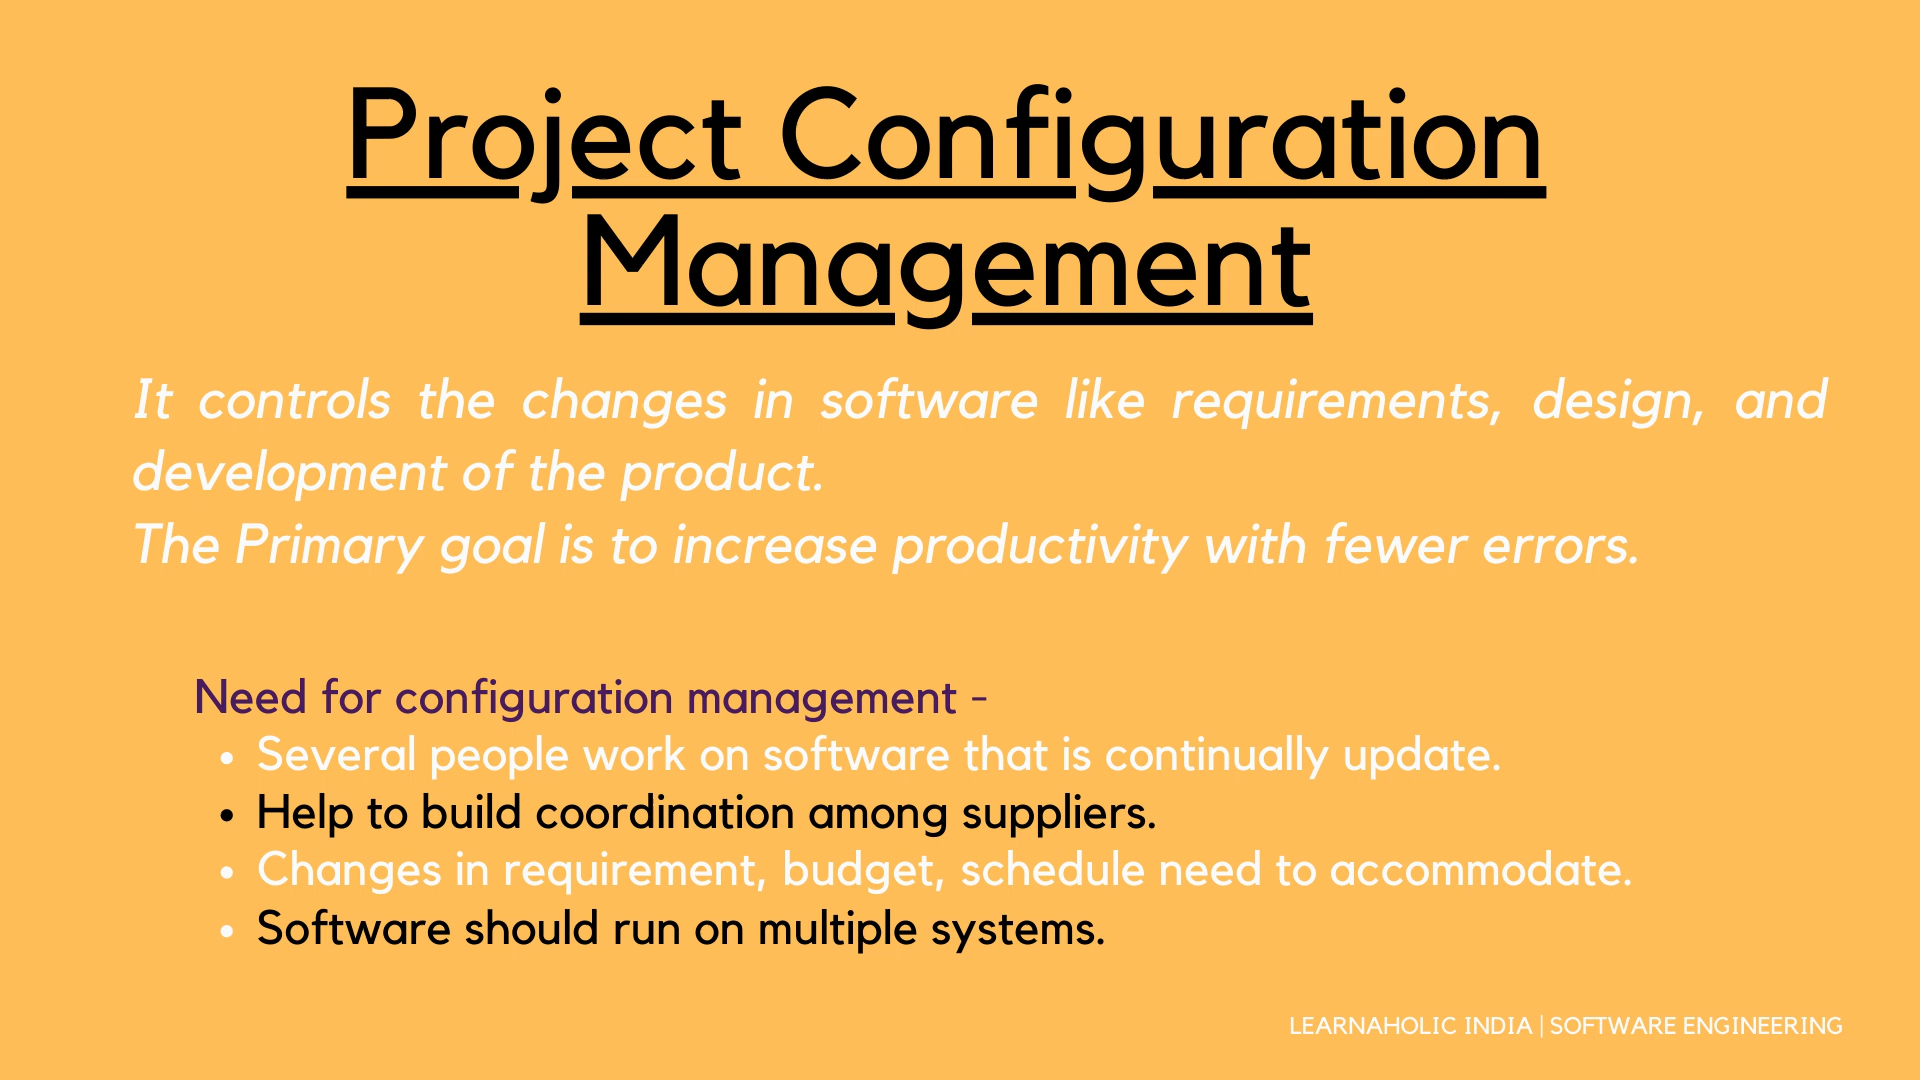 Project Configuration
Management
It controls the changes in software like requirements, design, and
development of the product.
The Primary goal is to increase productivity with fewer errors.
Need for configuration management -
• Several people work on software that is continually update.
• Help to build coordination among suppliers.
• Changes in requirement, budget, schedule need to accommodate.
• Software should run on multiple systems.
LEARNAHOLIC INDIA | SOFTWARE ENGINEERING